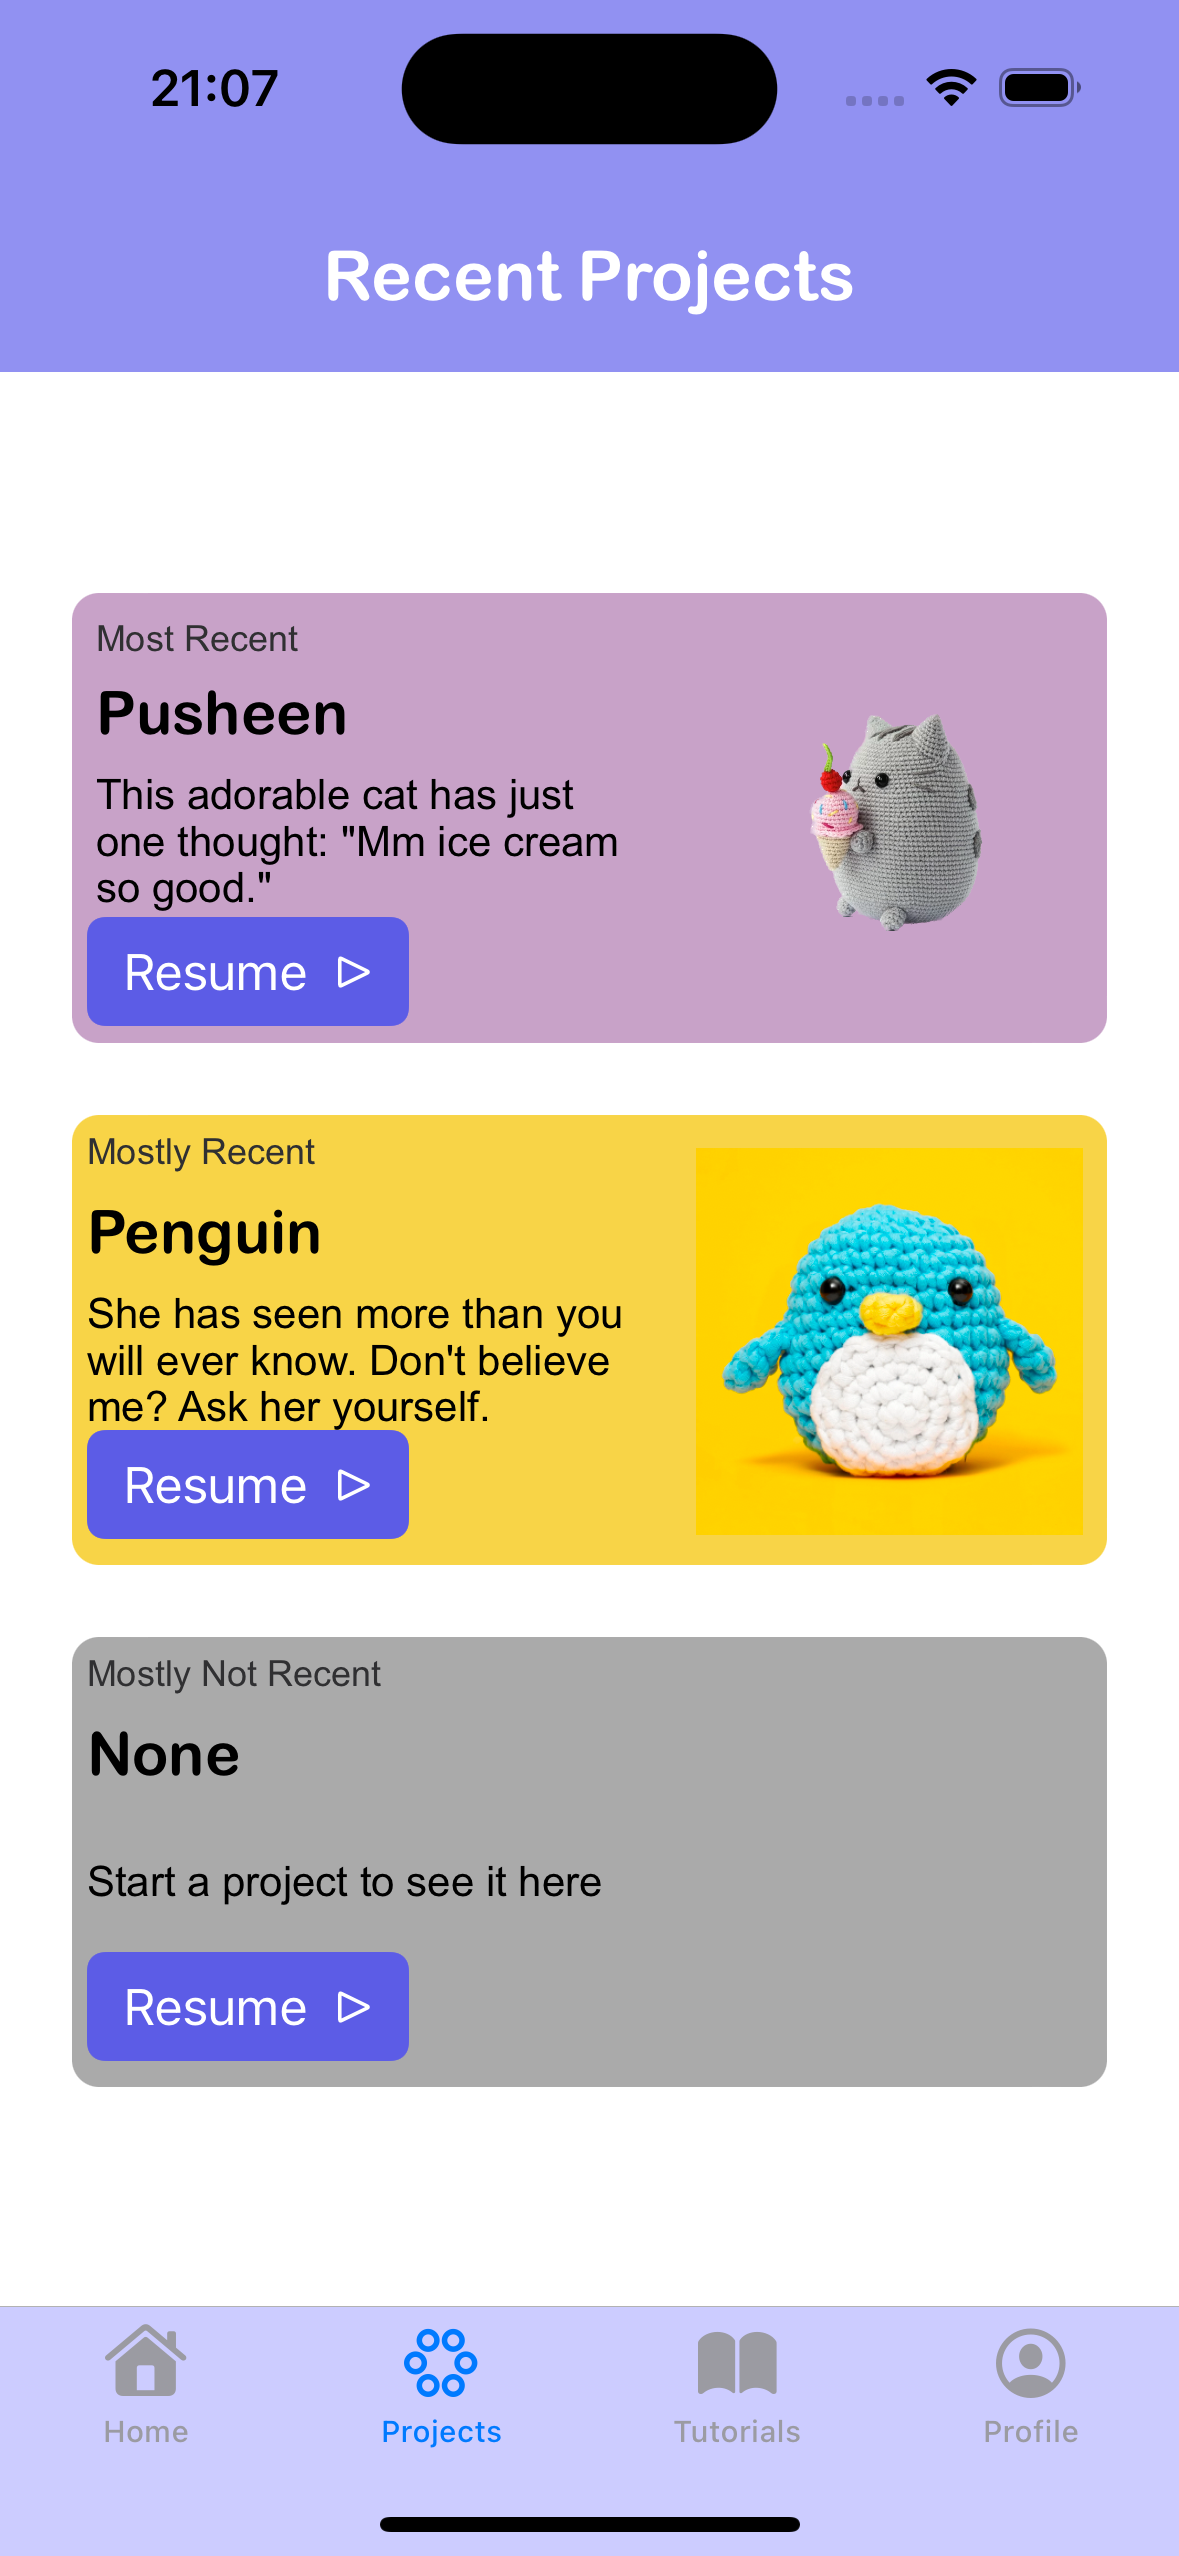 21:07
Recent Projects
Most Recent
Pusheen
This adorable cat has just
one thought: "Mm ice cream
so good."
Resume
Mostly Recent
Penguin
She has seen more than you
will ever know. Don't believe
me? Ask her yourself.
Resume
Mostly Not Recent
None
Start a project to see it here
Resume
Home
Projects
Tutorials
Profile